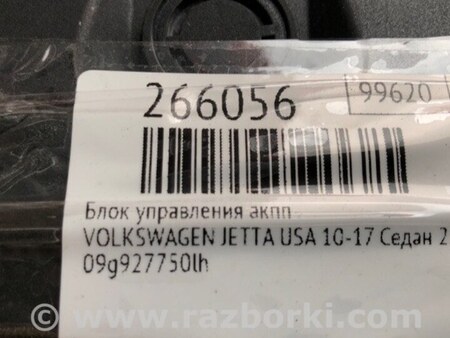 266056 99620
Блок управления акпп
VOLKSWAGEN JETTA USA 10-17 Седан 2
09g927750lh
www.razborki.com